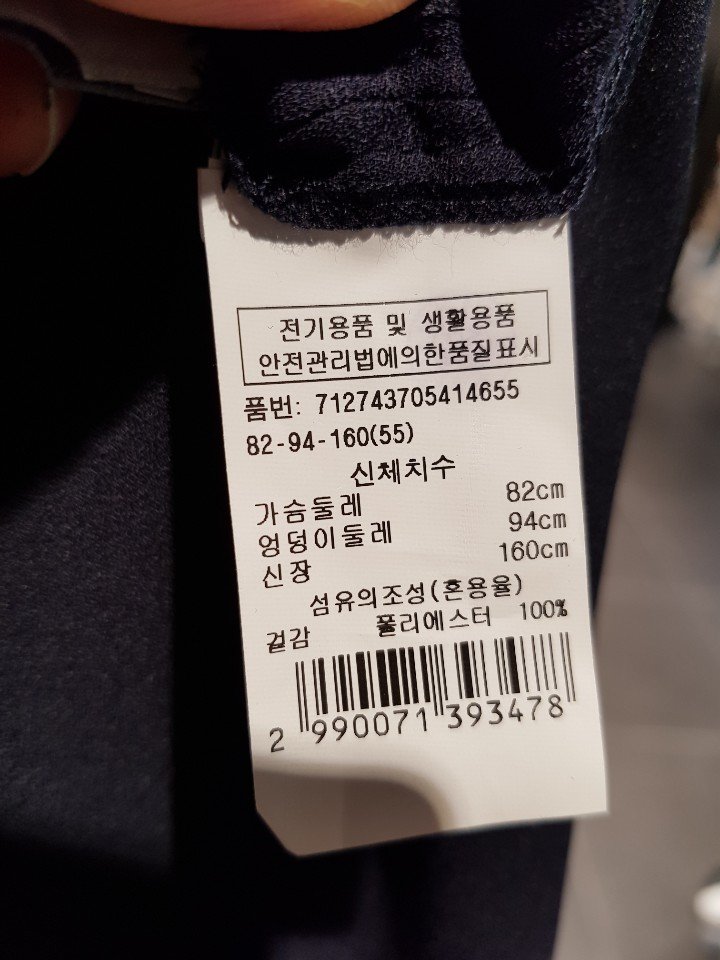 전기용품 및 생활용품
안전관리법에의한품질표시
품번: 712743705414655
82-94-160(55)
신체치수
가슴둘레 82cm
엉덩이둘레 94cm
신장 160cm
섬유의조성(혼용율)
겉감 폴리에스터 100%
2 990071 393478